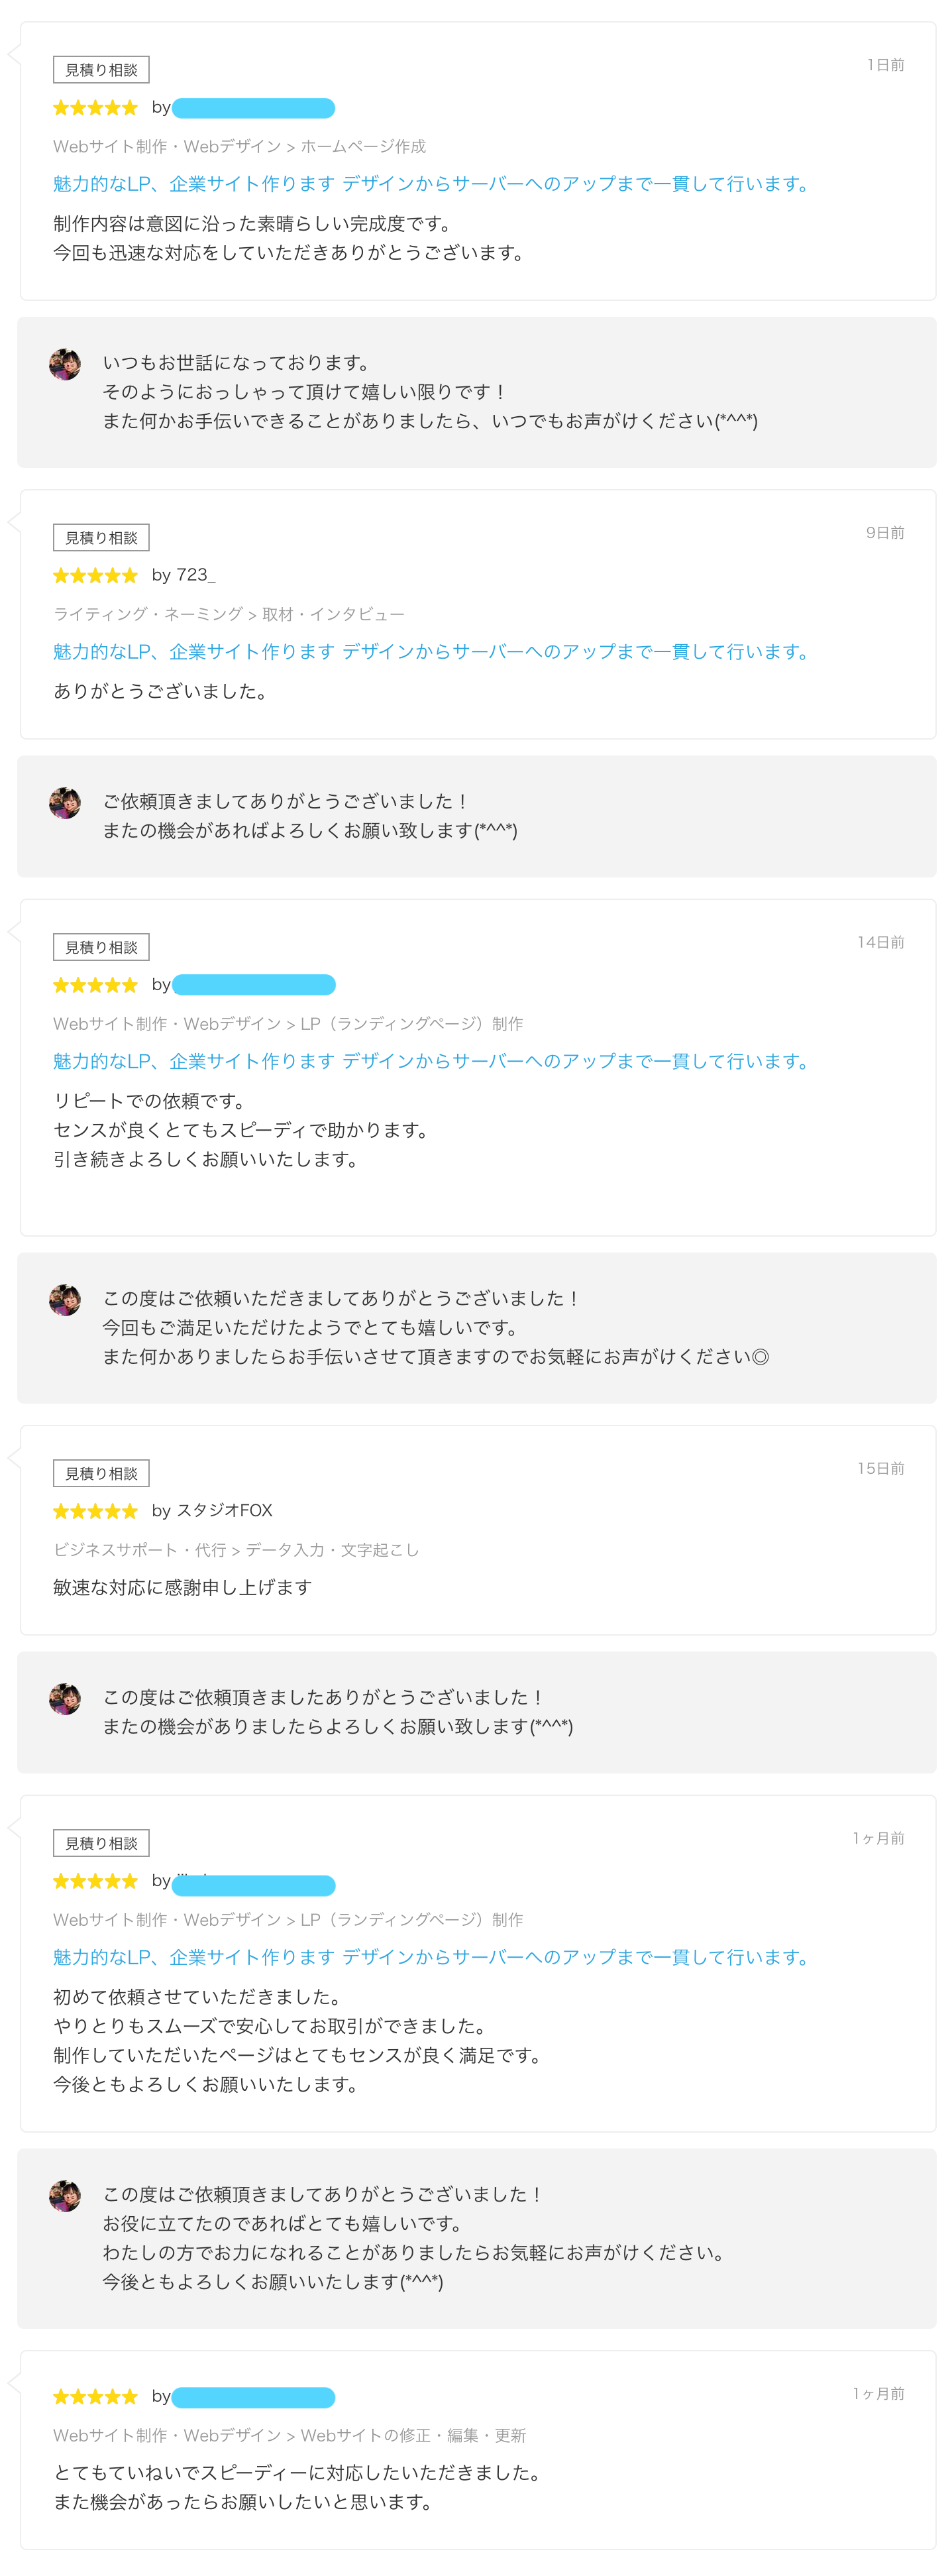 見積り相談
1日前
by
Webサイト制作・Webデザイン > ホームページ作成
魅力的なLP、企業サイト作ります デザインからサーバーへのアップまで一貫して行います。
制作内容は意図に沿った素晴らしい完成度です。
今回も迅速な対応をしていただきありがとうございます。
いつもお世話になっております。
そのようにおっしゃって頂けて嬉しい限りです！
また何かお手伝いできることがありましたら、いつでもお声がけください(*^^*)
見積り相談
9日前
by 723_
ライティング・ネーミング > 取材・インタビュー
魅力的なLP、企業サイト作ります デザインからサーバーへのアップまで一貫して行います。
ありがとうございました。
ご依頼頂きましてありがとうございました！
またの機会があればよろしくお願い致します(*^^*)
見積り相談
14日前
by
Webサイト制作・Webデザイン > LP（ランディングページ）制作
魅力的なLP、企業サイト作ります デザインからサーバーへのアップまで一貫して行います。
リピートでの依頼です。
センスが良くとてもスピーディで助かります。
引き続きよろしくお願いいたします。
この度はご依頼いただきましてありがとうございました！
今回もご満足いただけたようでとても嬉しいです。
また何かありましたらお手伝いさせて頂きますのでお気軽にお声がけください◎
見積り相談
15日前
by スタジオFOX
ビジネスサポート・代行 > データ入力・文字起こし
敏速な対応に感謝申し上げます
この度はご依頼頂きましたありがとうございました！
またの機会がありましたらよろしくお願い致します(*^^*)
見積り相談
1ヶ月前
by
Webサイト制作・Webデザイン > LP（ランディングページ）制作
魅力的なLP、企業サイト作ります デザインからサーバーへのアップまで一貫して行います。
初めて依頼させていただきました。
やりとりもスムーズで安心してお取引ができました。
制作していただいたページはとてもセンスが良く満足です。
今後ともよろしくお願いいたします。
この度はご依頼頂きましてありがとうございました！
お役に立てたのであればとても嬉しいです。
わたしの方でお力になれることがありましたらお気軽にお声がけください。
今後ともよろしくお願いいたします(*^^*)
1ヶ月前
by
Webサイト制作・Webデザイン > Webサイトの修正・編集・更新
とてもていねいでスピーディーに対応したいただきました。
また機会があったらお願いしたいと思います。